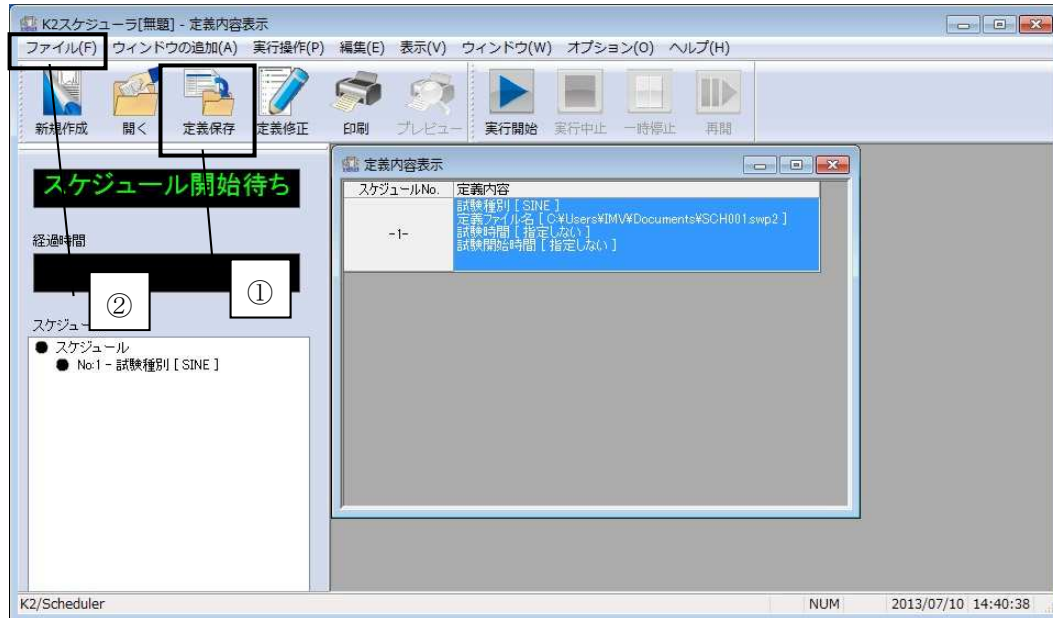 K2スケジューラ[無題] - 定義内容表示
ファイル(F) ウィンドウの追加(A) 実行操作(P) 編集(E) 表示(V) ウィンドウ(W) オプション(O) ヘルプ(H)
新規作成 開く 定義保存 定義修正 印刷 プレビュー 実行開始 実行中止 一時停止 再開
スケジュール開始待ち
経過時間
①
②
スケジュー
● スケジュール
● No:1 - 試験種別 [ SINE ]
定義内容表示
スケジュールNo. 定義内容
-1-
試験種別 [ SINE ]
定義ファイル名 [ C:¥Users¥IMV¥Documents¥SCH001.swp2 ]
試験時間 [ 指定しない ]
試験開始時間 [ 指定しない ]
K2/Scheduler NUM 2013/07/10 14:40:38